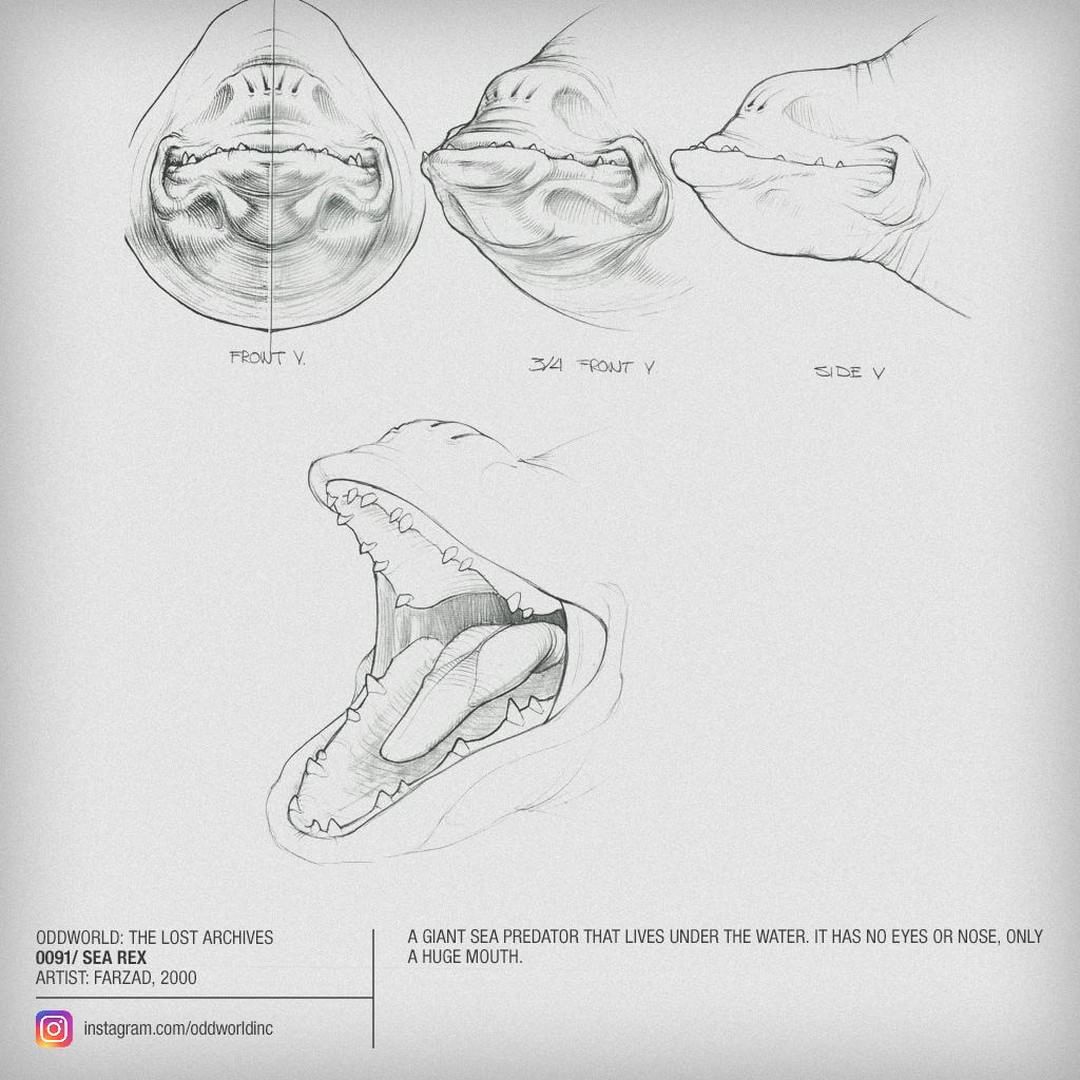 FRONT V.
3/4 FRONT V
SIDE V
ODDWORLD: THE LOST ARCHIVES
0091/ SEA REX
ARTIST: FARZAD, 2000
instagram.com/oddworldinc
A GIANT SEA PREDATOR THAT LIVES UNDER THE WATER. IT HAS NO EYES OR NOSE, ONLY
A HUGE MOUTH.